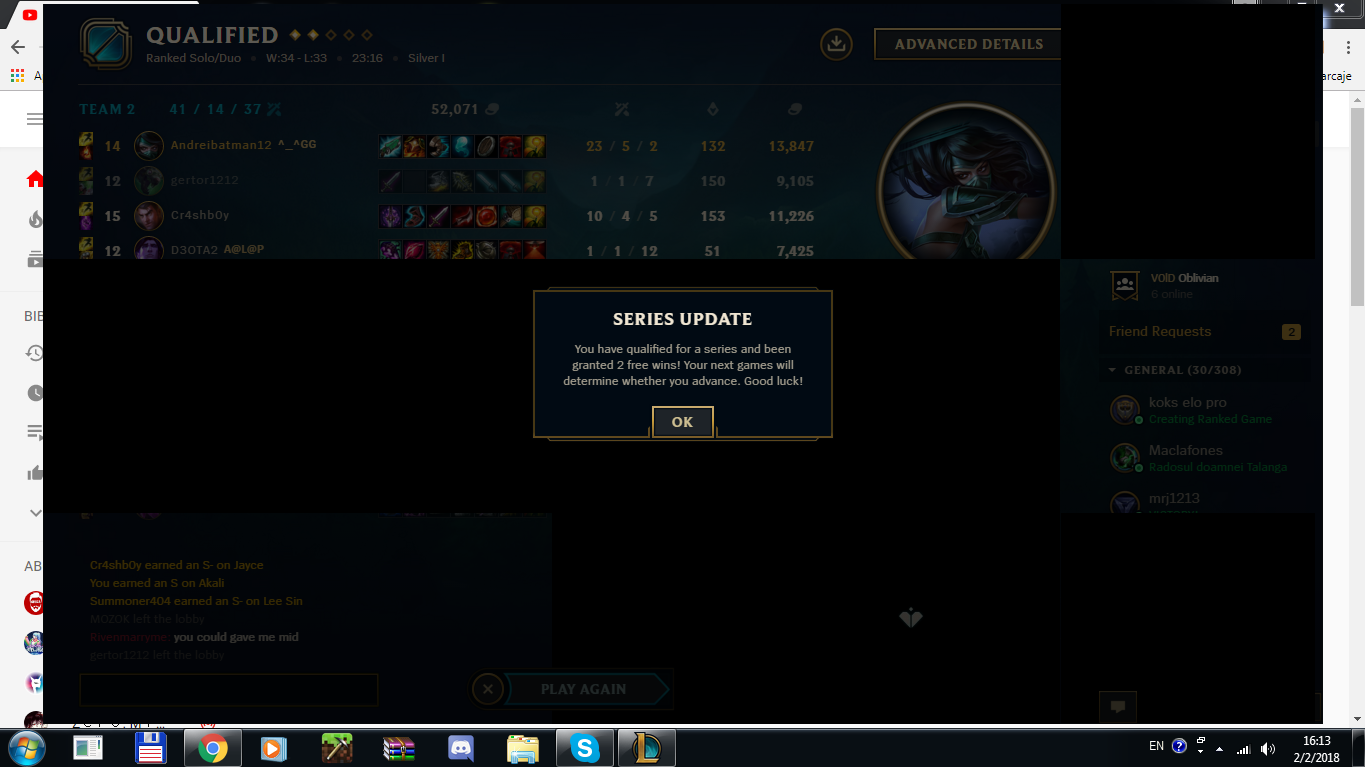 QUALIFIED
Ranked Solo/Duo • W:34 - L:33 • 23:16 • Silver I
ADVANCED DETAILS
arcaje
TEAM 2 41 / 14 / 37 52,071
14 Andreibatman12 ^_^GG 23 / 5 / 2 132 13,847
12 gertor1212 1 / 1 / 7 150 9,105
15 Cr4shb0y 10 / 4 / 5 153 11,226
12 D3OTA2 A@L@P 1 / 1 / 12 51 7,425
V0lD Oblivian
6 online
Friend Requests 2
GENERAL (30/308)
koks elo pro
Creating Ranked Game
Maclafones
Radosul doamnei Talanga
mrj1213
BIB
AB
SERIES UPDATE
You have qualified for a series and been
granted 2 free wins! Your next games will
determine whether you advance. Good luck!
OK
Cr4shb0y earned an S- on Jayce
You earned an S on Akali
Summoner404 earned an S- on Lee Sin
MOZOK left the lobby
Rivenmarryme: you could gave me mid
gertor1212 left the lobby
PLAY AGAIN
EN
16:13
2/2/2018